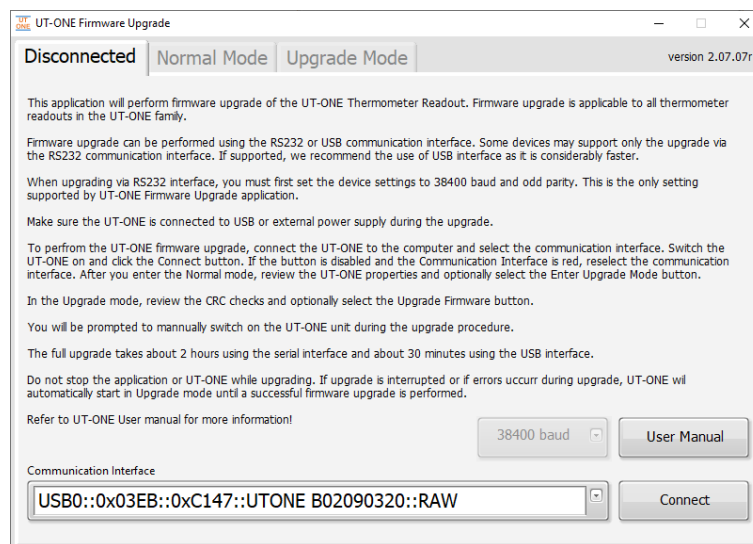 UT ONE UT-ONE Firmware Upgrade
Disconnected Normal Mode Upgrade Mode version 2.07.07r
This application will perform firmware upgrade of the UT-ONE Thermometer Readout. Firmware upgrade is applicable to all thermometer
readouts in the UT-ONE family.
Firmware upgrade can be performed using the RS232 or USB communication interface. Some devices may support only the upgrade via
the RS232 communication interface. If supported, we recommend the use of USB interface as it is considerably faster.
When upgrading via RS232 interface, you must first set the device settings to 38400 baud and odd parity. This is the only setting
supported by UT-ONE Firmware Upgrade application.
Make sure the UT-ONE is connected to USB or external power supply during the upgrade.
To perfrom the UT-ONE firmware upgrade, connect the UT-ONE to the computer and select the communication interface. Switch the
UT-ONE on and click the Connect button. If the button is disabled and the Communication Interface is red, reselect the communication
interface. After you enter the Normal mode, review the UT-ONE properties and optionally select the Enter Upgrade Mode button.
In the Upgrade mode, review the CRC checks and optionally select the Upgrade Firmware button.
You will be prompted to mannually switch on the UT-ONE unit during the upgrade procedure.
The full upgrade takes about 2 hours using the serial interface and about 30 minutes using the USB interface.
Do not stop the application or UT-ONE while upgrading. If upgrade is interrupted or if errors uccurr during upgrade, UT-ONE wil
automatically start in Upgrade mode until a successful firmware upgrade is performed.
Refer to UT-ONE User manual for more information!
38400 baud User Manual
Communication Interface
USB0::0x03EB::0xC147::UTONE B02090320::RAW Connect